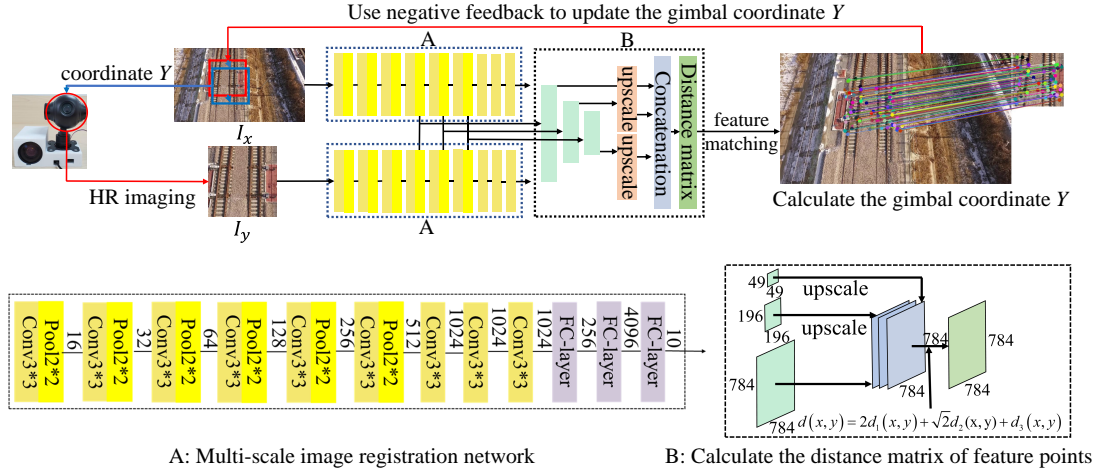 Use negative feedback to update the gimbal coordinate Y
A
B
coordinate Y
I_x
upscale
upscale
Concatenation
Distance matrix
feature
matching
HR imaging
I_y
A
Calculate the gimbal coordinate Y
Conv3*3
Pool2*2
16
Conv3*3
Pool2*2
32
Conv3*3
Pool2*2
64
Conv3*3
Pool2*2
128
Conv3*3
Pool2*2
256
Conv3*3
Pool2*2
512
Conv3*3
1024
Conv3*3
1024
Conv3*3
1024
FC-layer
256
FC-layer
4096
FC-layer
10
49
49
upscale
196
196
upscale
784
784
784
784
784
784
d(x, y) = 2d₁(x, y) + √2d₂(x,y) + d₃(x, y)
A: Multi-scale image registration network
B: Calculate the distance matrix of feature points